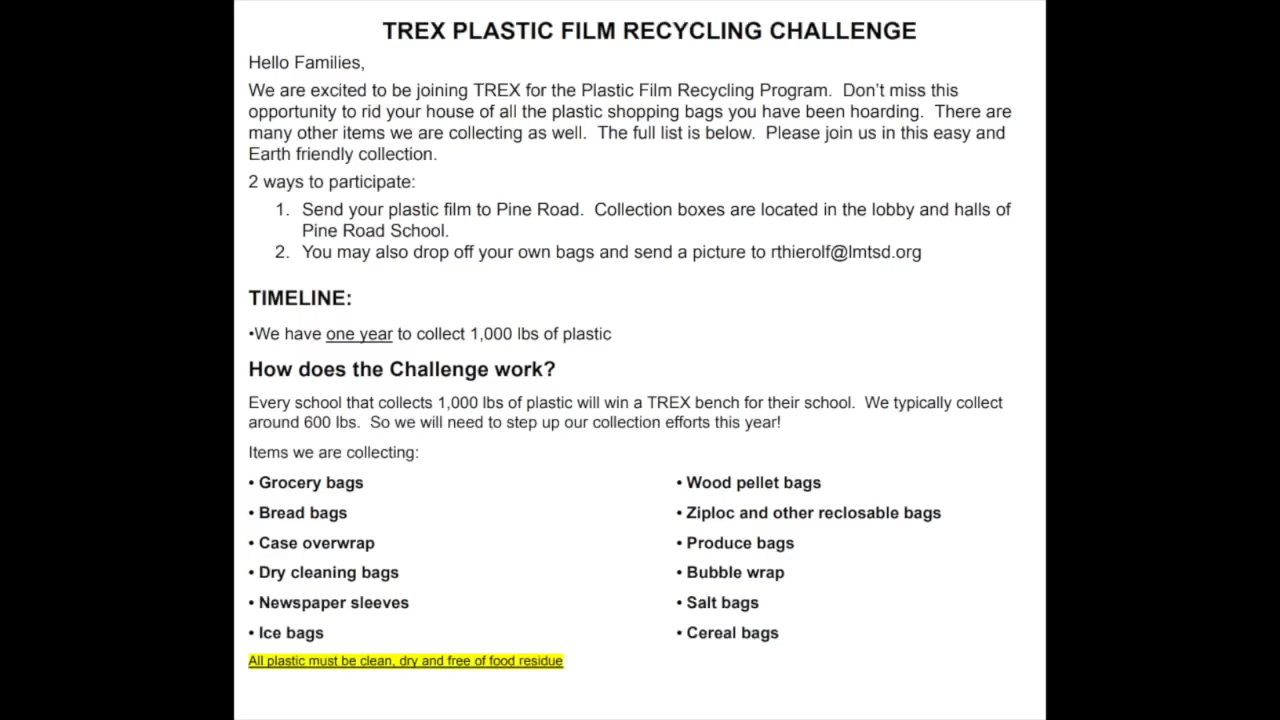 TREX PLASTIC FILM RECYCLING CHALLENGE
Hello Families,
We are excited to be joining TREX for the Plastic Film Recycling Program.  Don't miss this
opportunity to rid your house of all the plastic shopping bags you have been hoarding.  There are
many other items we are collecting as well.  The full list is below.  Please join us in this easy and
Earth friendly collection.
2 ways to participate:
1. Send your plastic film to Pine Road.  Collection boxes are located in the lobby and halls of
Pine Road School.
2. You may also drop off your own bags and send a picture to rthierolf@lmtsd.org
TIMELINE:
•We have one year to collect 1,000 lbs of plastic
How does the Challenge work?
Every school that collects 1,000 lbs of plastic will win a TREX bench for their school.  We typically collect
around 600 lbs.  So we will need to step up our collection efforts this year!
Items we are collecting:
• Grocery bags
• Bread bags
• Case overwrap
• Dry cleaning bags
• Newspaper sleeves
• Ice bags
• Wood pellet bags
• Ziploc and other reclosable bags
• Produce bags
• Bubble wrap
• Salt bags
• Cereal bags
All plastic must be clean, dry and free of food residue